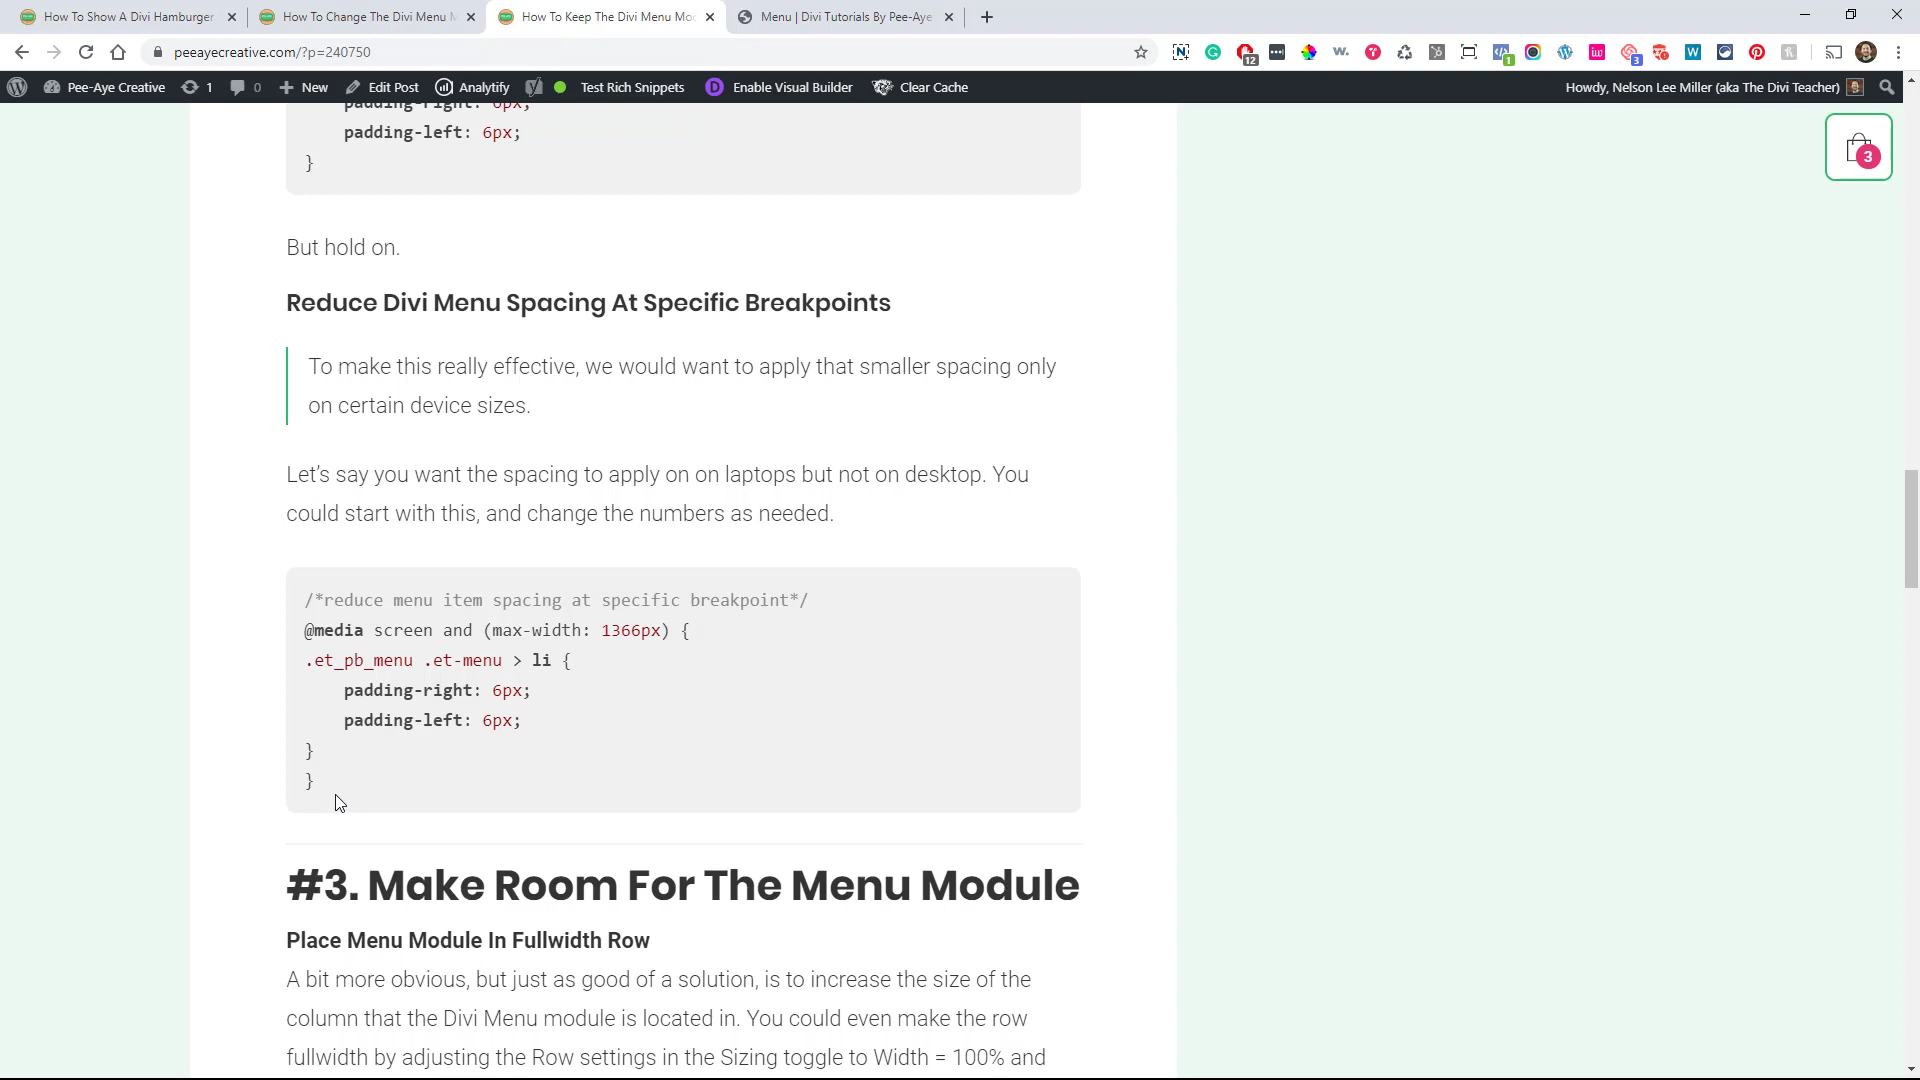 How To Show A Divi Hamburger
How To Change The Divi Menu M
How To Keep The Divi Menu Moc
Menu | Divi Tutorials By Pee-Aye
peeayecreative.com/?p=240750
12
1
3
Pee-Aye Creative
1
0
New
Edit Post
Analytify
Test Rich Snippets
Enable Visual Builder
Clear Cache
Howdy, Nelson Lee Miller (aka The Divi Teacher)
3
padding-right: 6px;
padding-left: 6px;
}
But hold on.
Reduce Divi Menu Spacing At Specific Breakpoints
To make this really effective, we would want to apply that smaller spacing only
on certain device sizes.
Let's say you want the spacing to apply on on laptops but not on desktop. You
could start with this, and change the numbers as needed.
/*reduce menu item spacing at specific breakpoint*/
@media screen and (max-width: 1366px) {
.et_pb_menu .et-menu > li {
padding-right: 6px;
padding-left: 6px;
}
}
#3. Make Room For The Menu Module
Place Menu Module In Fullwidth Row
A bit more obvious, but just as good of a solution, is to increase the size of the
column that the Divi Menu module is located in. You could even make the row
fullwidth by adjusting the Row settings in the Sizing toggle to Width = 100% and